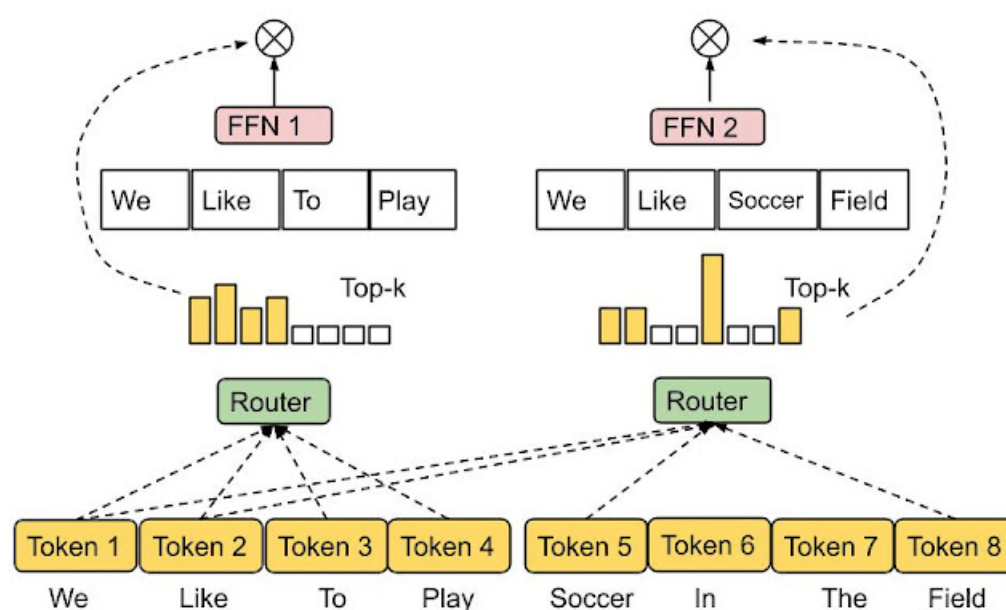 FFN 1
FFN 2
We Like To Play
We Like Soccer Field
Top-k
Top-k
Router
Router
Token 1 Token 2 Token 3 Token 4 Token 5 Token 6 Token 7 Token 8
We Like To Play Soccer In The Field